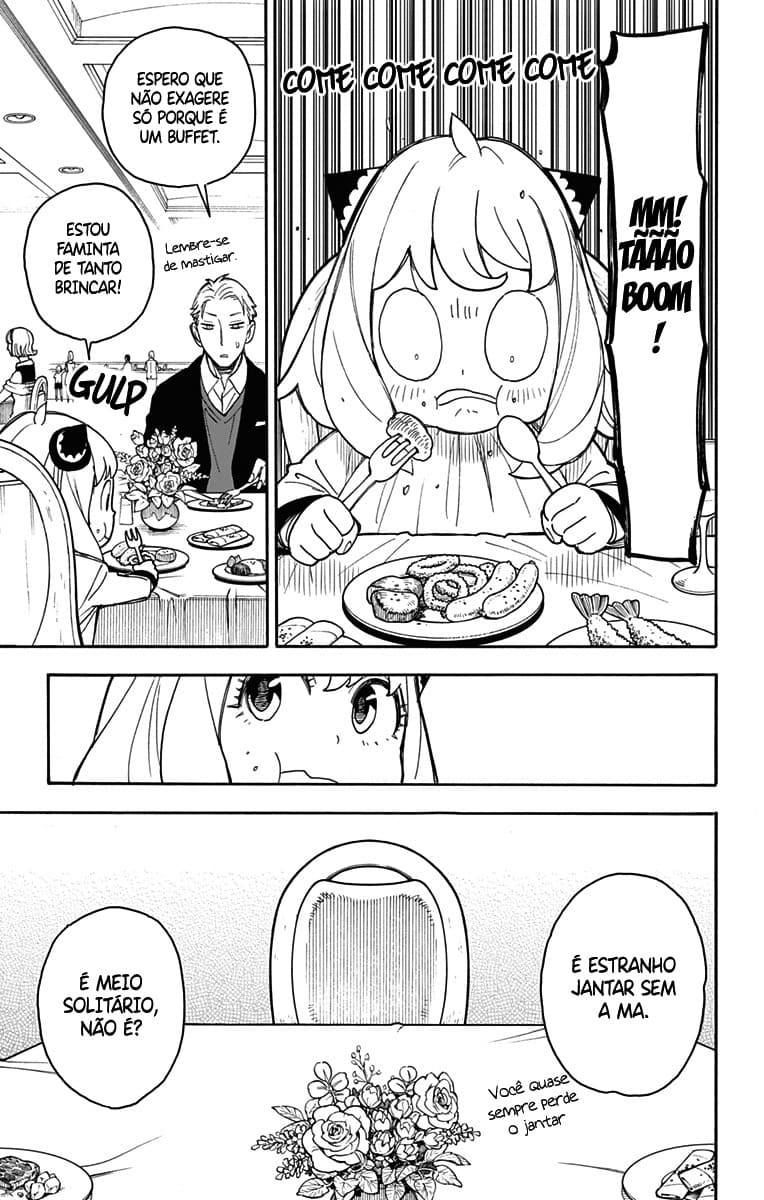 MM!
TÃÃÃO
BOOM
!
COME COME COME COME
ESPERO QUE
NÃO EXAGERE
SÓ PORQUE É
UM BUFFET.
Lembre-se
de mastigar.
ESTOU
FAMINTA
DE TANTO
BRINCAR!
GULP
É ESTRANHO
JANTAR SEM
A MA.
Você quase
sempre perde
o jantar
É MEIO
SOLITÁRIO,
NÃO É?